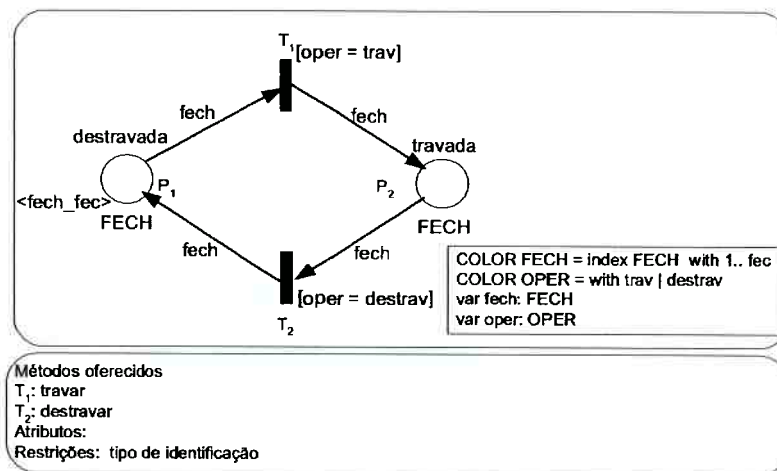 T1[oper = trav]
fech
fech
destravada
travada
P1
P2
<fech_fec>
FECH
FECH
fech
fech
[oper = destrav]
T2
COLOR FECH = index FECH with 1.. fec
COLOR OPER = with trav | destrav
var fech: FECH
var oper: OPER
Métodos oferecidos
T1: travar
T2: destravar
Atributos:
Restrições: tipo de identificação